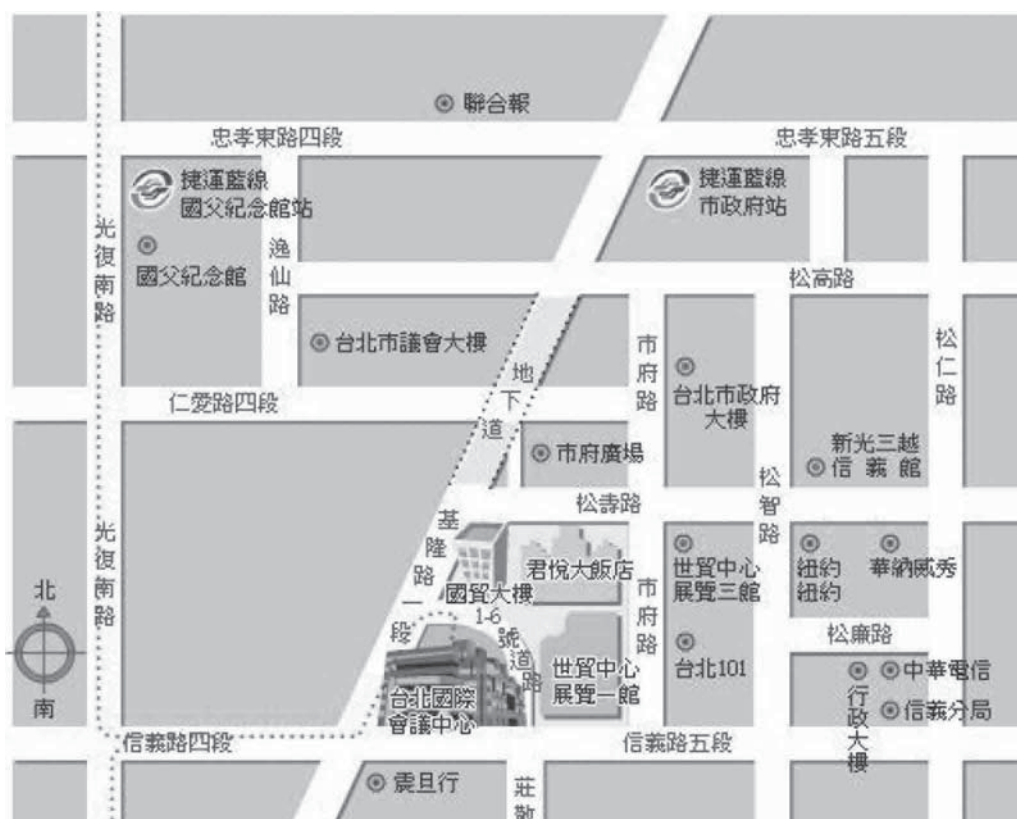 聯合報
忠孝東路四段
忠孝東路五段
捷運藍線
國父紀念館站
捷運藍線
市政府站
光復南路
國父紀念館
逸仙路
松高路
台北市議會大樓
地下道
市府路
台北市政府
大樓
松仁路
仁愛路四段
市府廣場
新光三越
信義館
松智路
松壽路
光復南路
基隆路一段
國貿大樓
君悅大飯店
世貿中心
展覽三館
紐約
紐約
華納威秀
北
南
1-6
號道路
市府路
松廉路
台北國際
會議中心
世貿中心
展覽一館
台北101
行政大樓
中華電信
信義分局
信義路四段
信義路五段
震旦行
莊敬